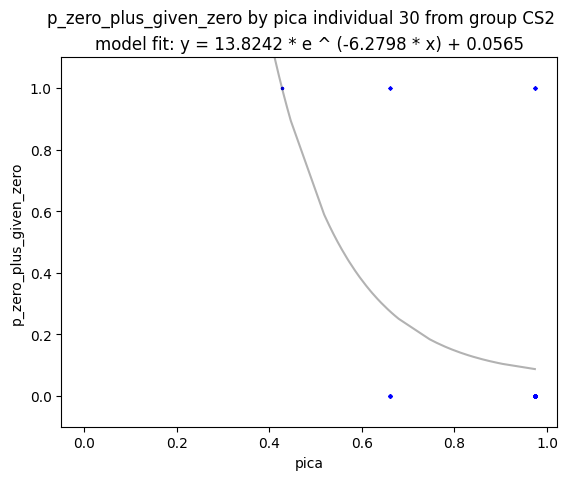 p_zero_plus_given_zero by pica individual 30 from group CS2
model fit: y = 13.8242 * e ^ (-6.2798 * x) + 0.0565
1.0
0.8
0.6
0.4
0.2
0.0
p_zero_plus_given_zero
0.0 0.2 0.4 0.6 0.8 1.0
pica